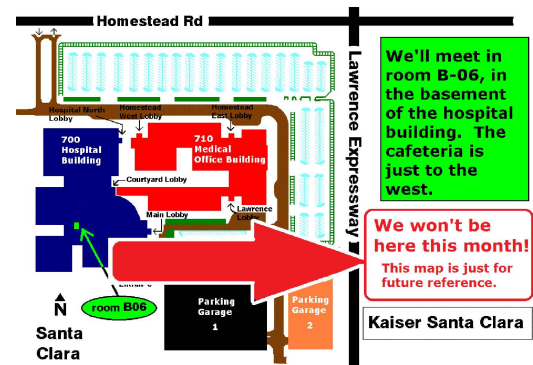 Homestead Rd
Lawrence Expressway
We'll meet in
room B-06, in
the basement
of the hospital
building.  The
cafeteria is
just to the
west.
Hospital North
Lobby
Homestead
West Lobby
Homestead
East Lobby
700
Hospital
Building
710
Medical
Office Building
Courtyard Lobby
Lawrence
Lobby
Main Lobby
We won't be
here this month!
This map is just for
future reference.
room B06
N
Santa
Clara
Parking
Garage
1
Parking
Garage
2
Kaiser Santa Clara